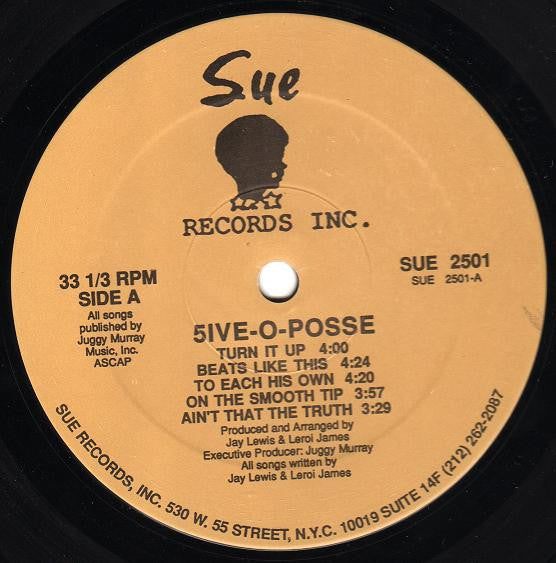 Sue
RECORDS INC.
33 1/3 RPM
SIDE A
All songs
published by
Juggy Murray
Music, Inc.
ASCAP
SUE 2501
SUE 2501-A
5IVE-O-POSSE
TURN IT UP 4:00
BEATS LIKE THIS 4:24
TO EACH HIS OWN 4:20
ON THE SMOOTH TIP 3:57
AIN'T THAT THE TRUTH 3:29
Produced and Arranged by
Jay Lewis & Leroi James
Executive Producer: Juggy Murray
All songs written by
Jay Lewis & Leroi James
SUE RECORDS, INC. 530 W. 55 STREET, N.Y.C. 10019 SUITE 14F (212) 262-2087